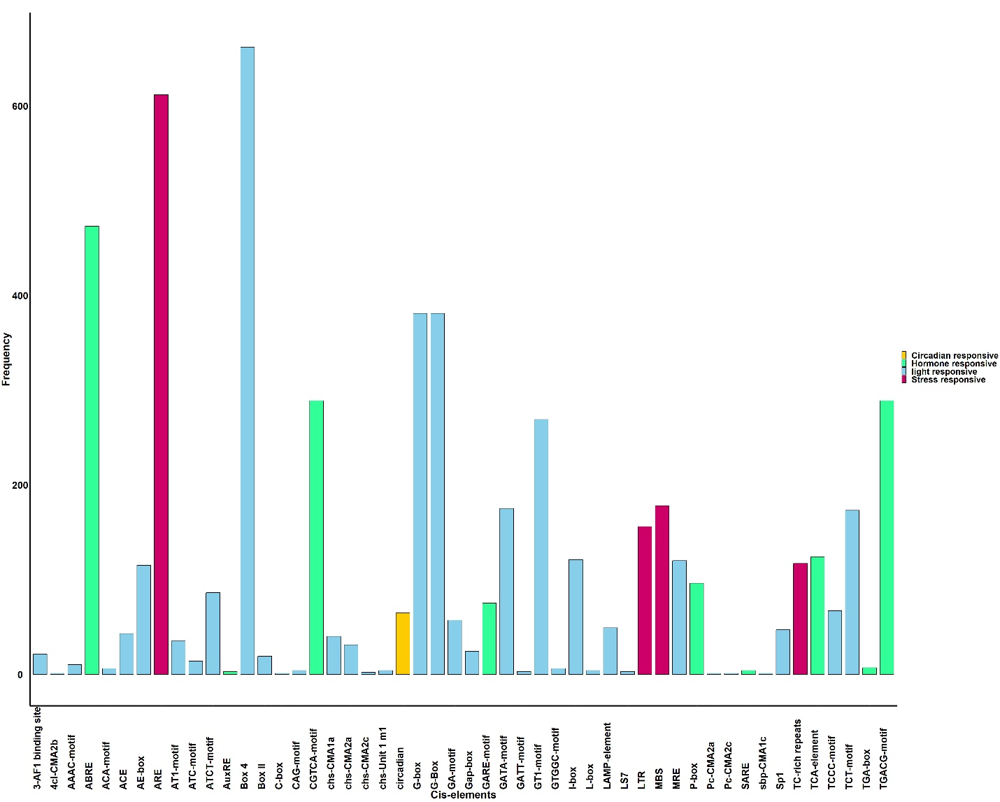 600
400
200
0
Frequency
3-AF1 binding site
4cl-CMA2b
AAAC-motif
ABRE
ACA-motif
ACE
AE-box
ARE
AT1-motif
ATC-motif
ATCT-motif
AuxRE
Box 4
Box II
C-box
CAG-motif
CGTCA-motif
chs-CMA1a
chs-CMA2a
chs-CMA2c
chs-Unit 1 m1
circadian
G-box
G-Box
GA-motif
Gap-box
GARE-motif
GATA-motif
GATT-motif
GT1-motif
GTGGC-motif
I-box
L-box
LAMP-element
LS7
LTR
MBS
MRE
P-box
Pc-CMA2a
Pc-CMA2c
SARE
sbp-CMA1c
Sp1
TC-rich repeats
TCA-element
TCCC-motif
TCT-motif
TGA-box
TGACG-motif
Cis-elements
Circadian responsive
Hormone responsive
light responsive
Stress responsive